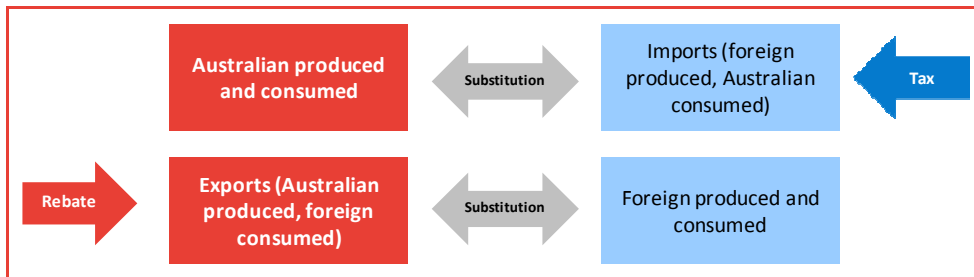 Australian produced
and consumed
Substitution
Imports (foreign
produced, Australian
consumed)
Tax
Rebate
Exports (Australian
produced, foreign
consumed)
Substitution
Foreign produced and
consumed